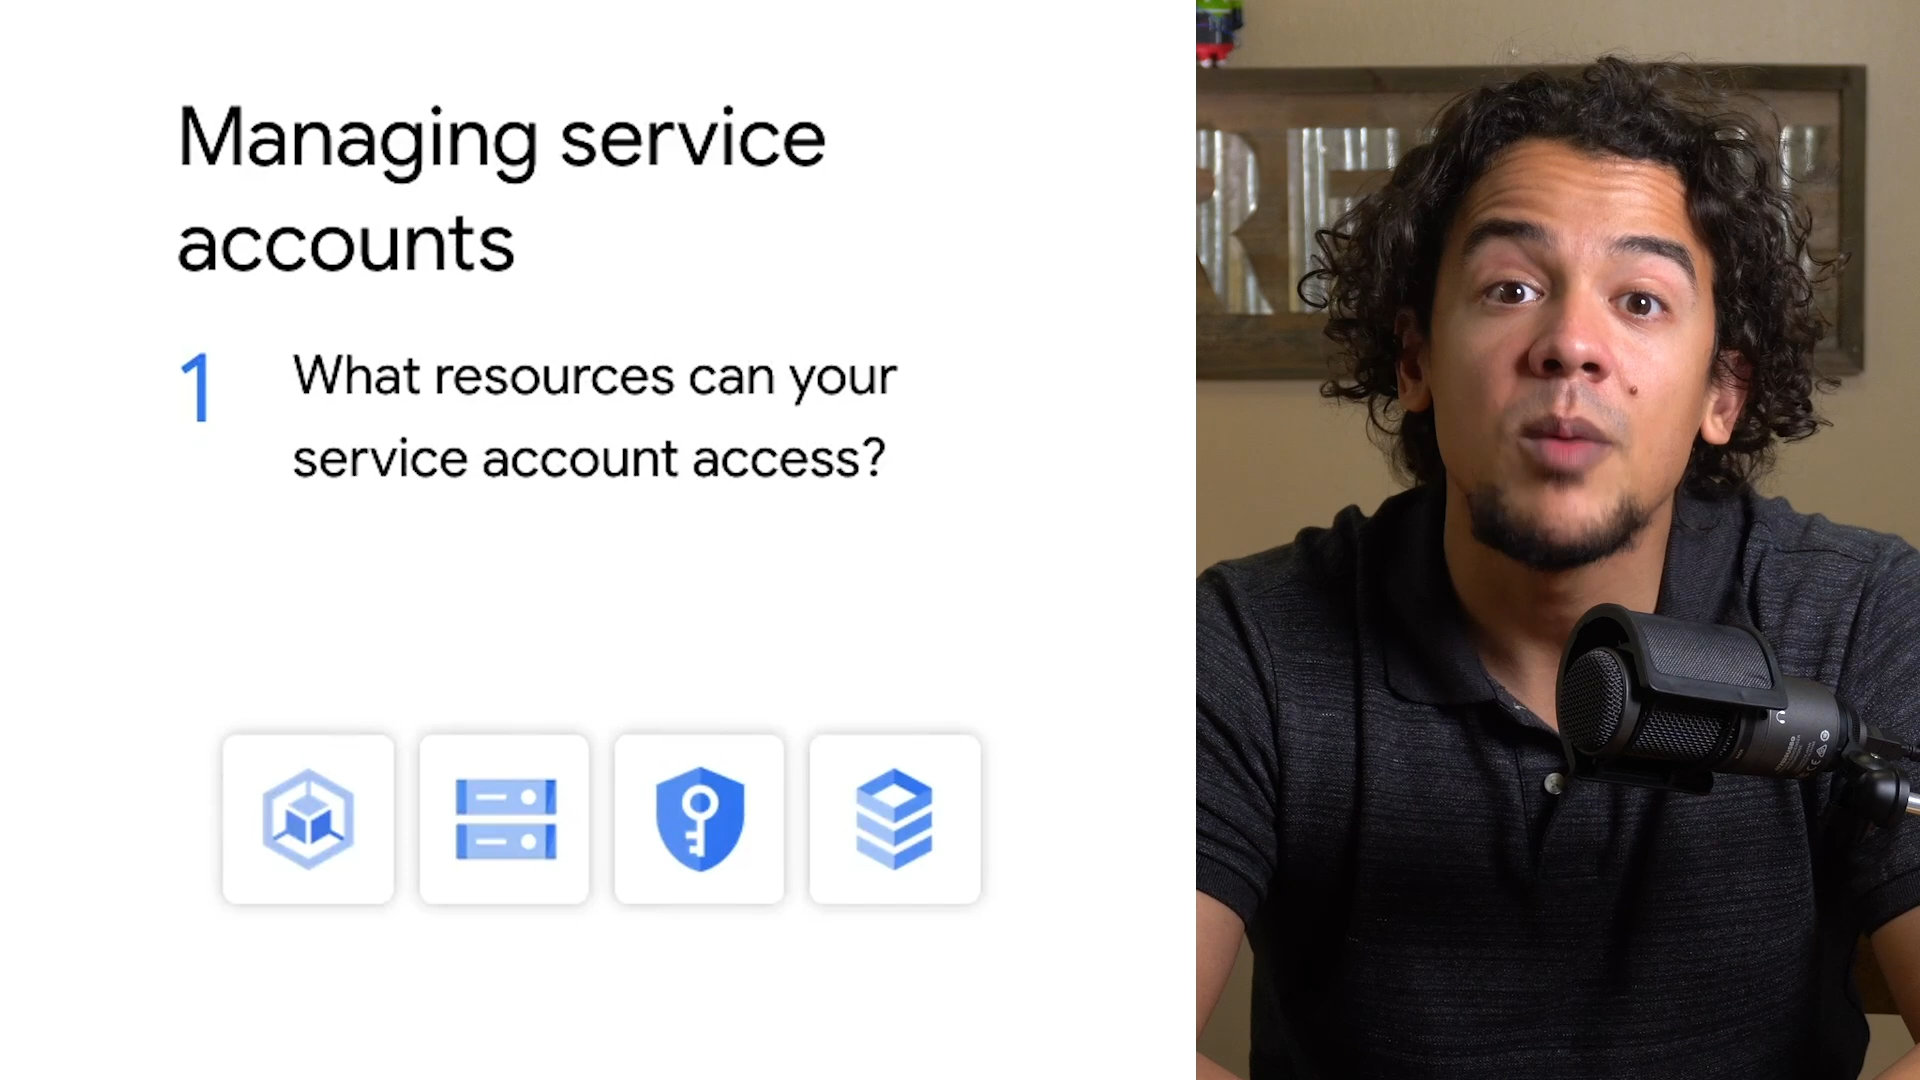 Managing service
accounts
1 What resources can your
service account access?